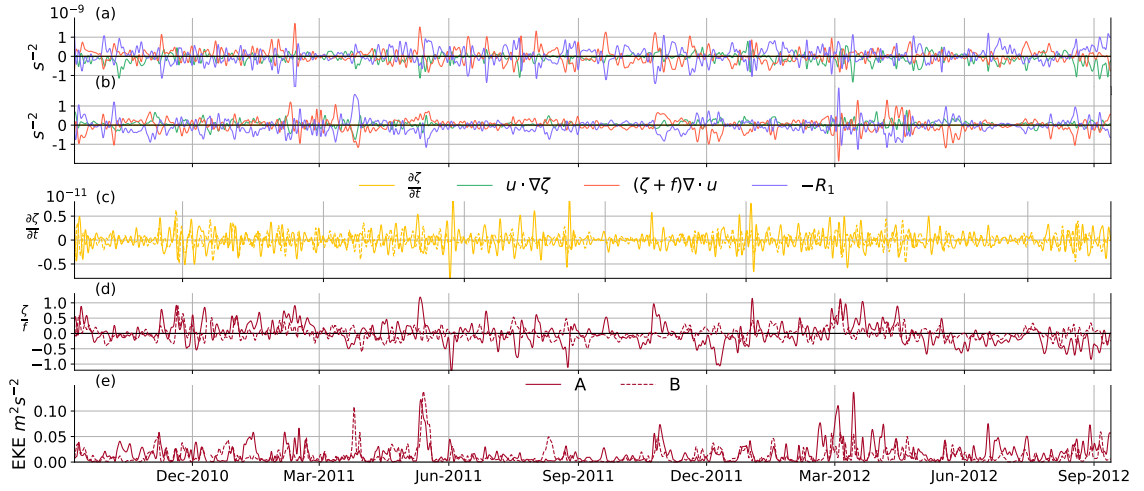 10⁻⁹ (a)
1
0
-1
s⁻²
(b)
1
0
-1
s⁻²
∂ζ/∂t u · ∇ζ (ζ + f)∇ · u −R₁
10⁻¹¹ (c)
0.5
0
-0.5
∂ζ/∂t
(d)
1.0
0.5
0.0
−0.5
−1.0
ζ/f
(e)
A B
0.10
0.05
0.00
EKE m²s⁻²
Dec-2010 Mar-2011 Jun-2011 Sep-2011 Dec-2011 Mar-2012 Jun-2012 Sep-2012